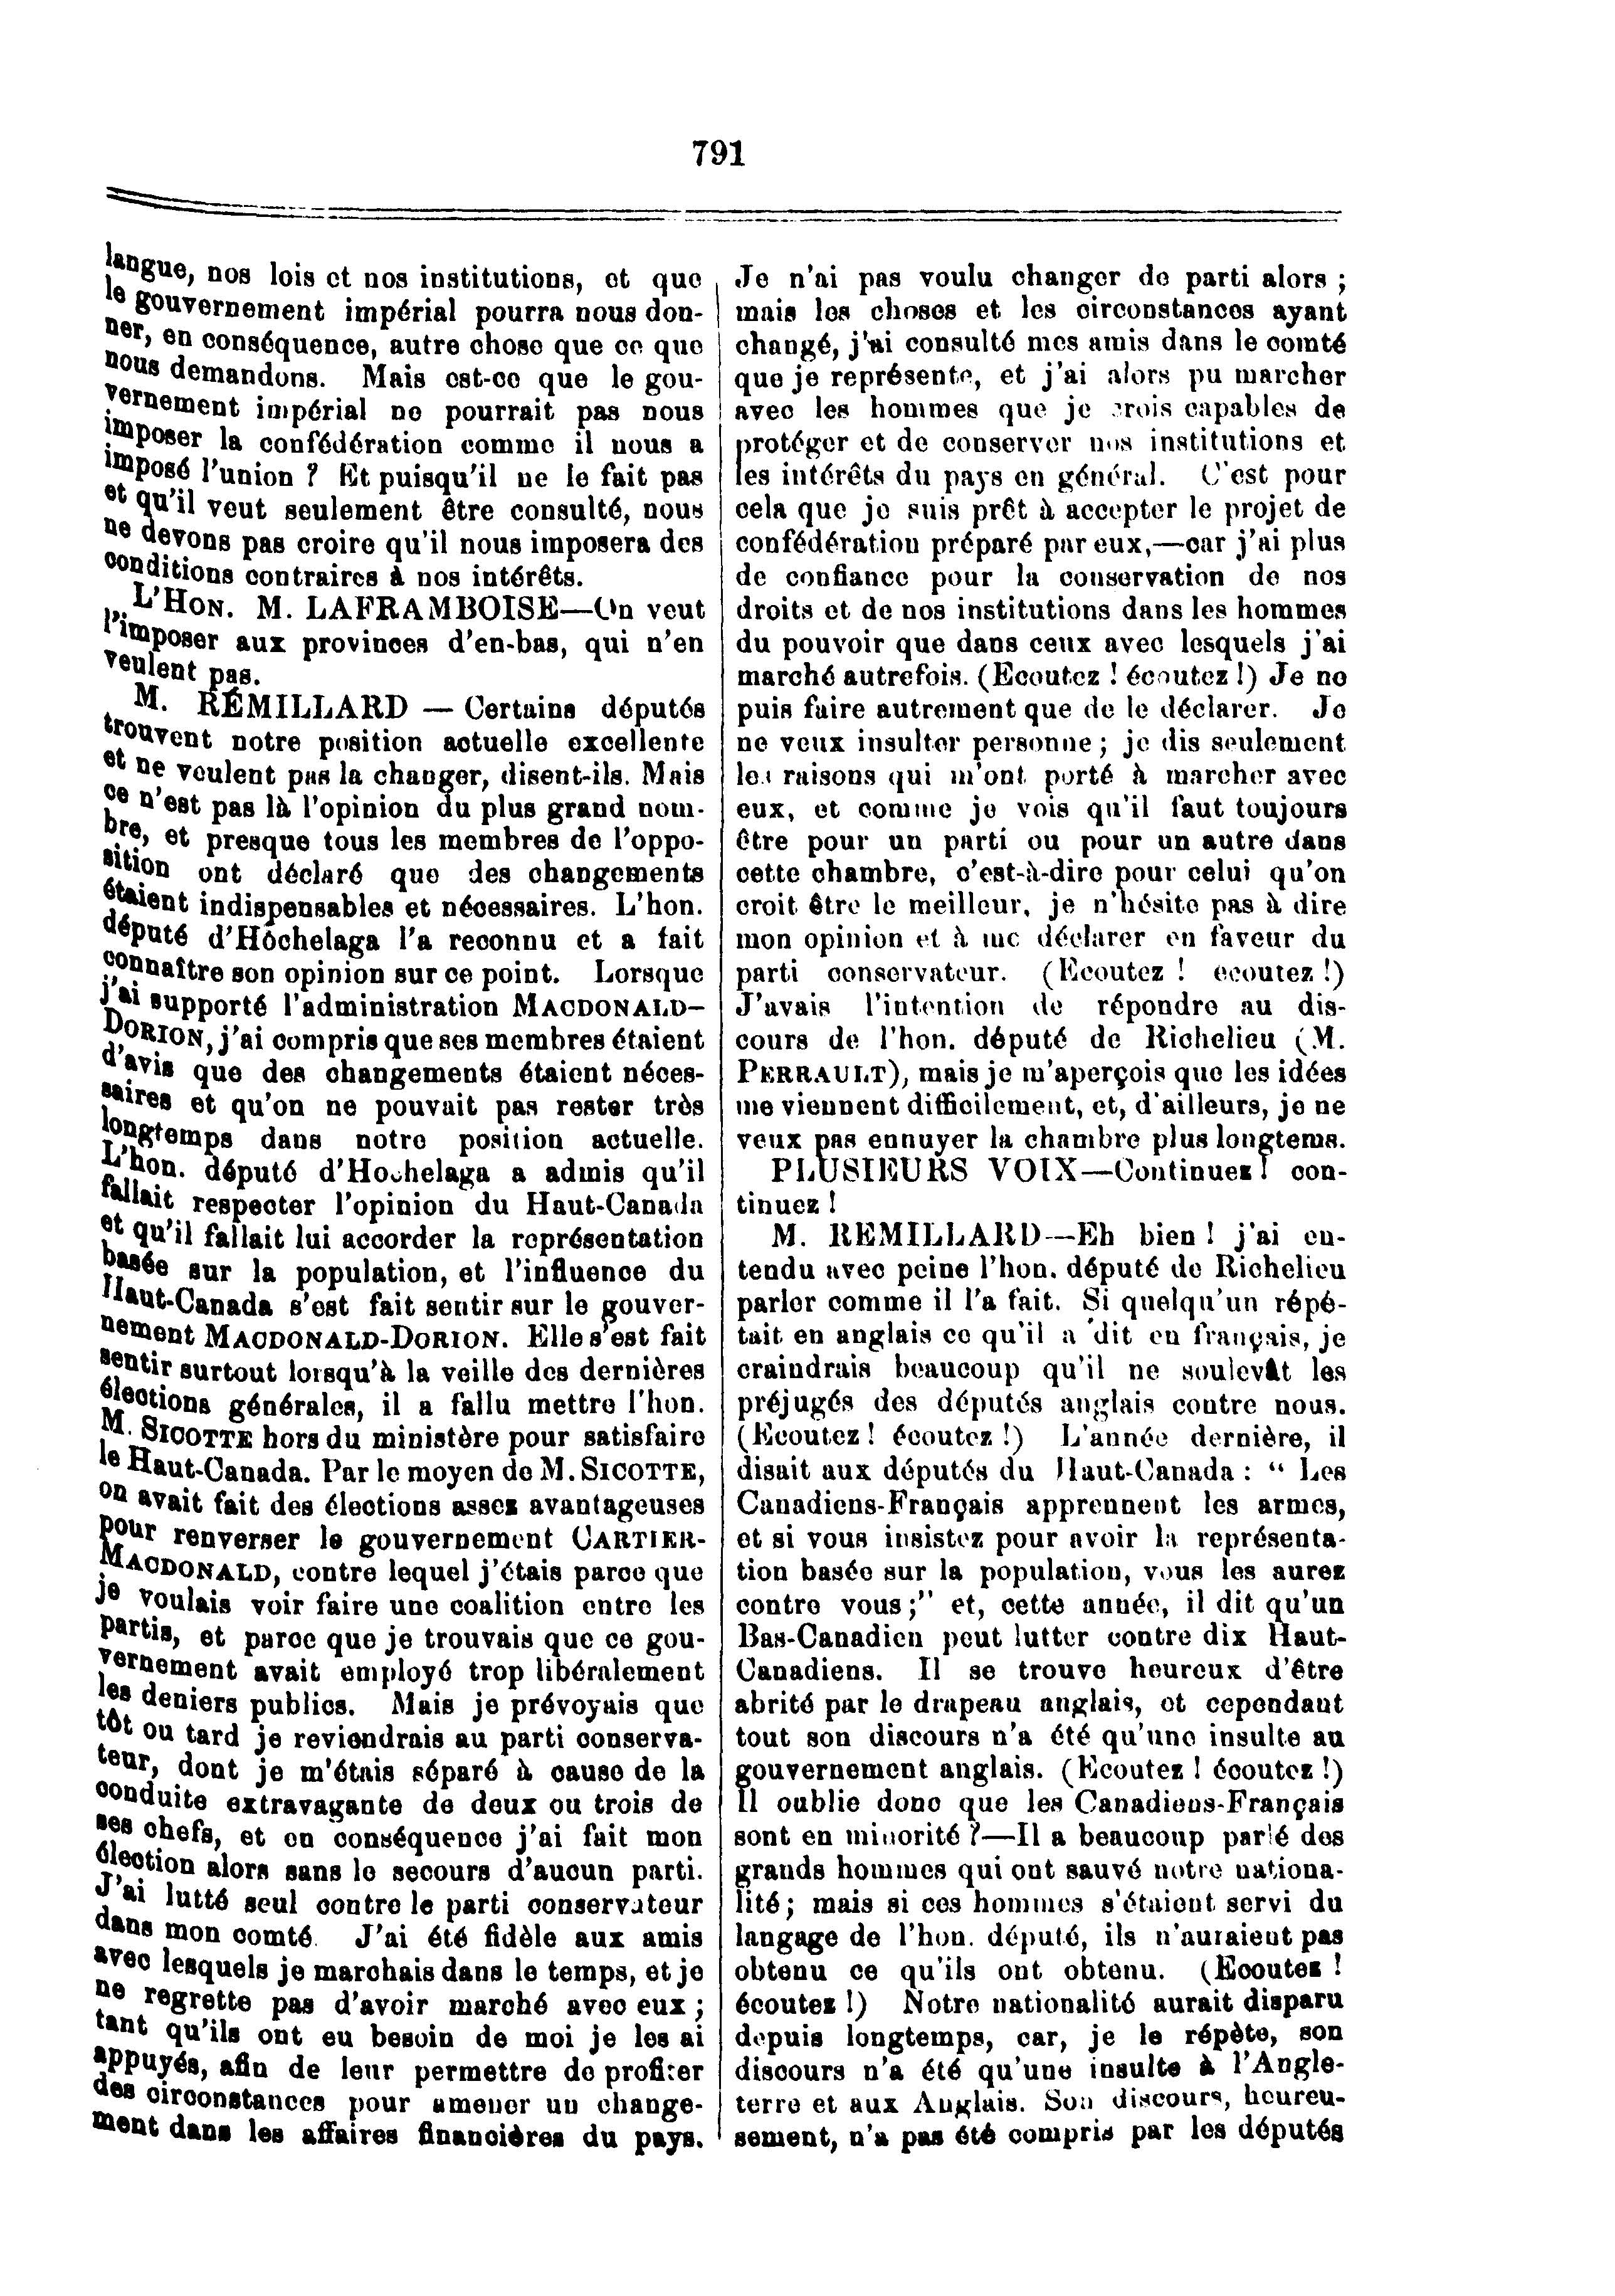 791
langue, nos lois et nos institutions, et que
le gouvernement impérial pourra nous don-
ner, en conséquence, autre chose que ce que
nous demandons. Mais est-ce que le gou-
vernement impérial ne pourrait pas nous
imposer la confédération comme il nous a
imposé l'union ? Et puisqu'il ne le fait pas
et qu'il veut seulement être consulté, nous
ne devons pas croire qu'il nous imposera des
conditions contraires à nos intérêts.
L'HON. M. LAFRAMBOISE—On veut
l'imposer aux provinces d'en-bas, qui n'en
veulent pas.
M. RÉMILLARD — Certains députés
trouvent notre position actuelle excellente
et ne veulent pas la changer, disent-ils. Mais
ce n'est pas là l'opinion du plus grand nom-
bre, et presque tous les membres de l'oppo-
sition ont déclaré que des changements
étaient indispensables et nécessaires. L'hon.
député d'Hochelaga l'a reconnu et a fait
connaître son opinion sur ce point. Lorsque
j'ai supporté l'administration MACDONALD-
DORION, j'ai compris que ses membres étaient
d'avis que des changements étaient néces-
saires et qu'on ne pouvait pas rester très
longtemps dans notre position actuelle.
L'hon. député d'Hochelaga a admis qu'il
fallait respecter l'opinion du Haut-Canada
et qu'il fallait lui accorder la représentation
basée sur la population, et l'influence du
Haut-Canada s'est fait sentir sur le gouver-
nement MACDONALD-DORION. Elle s'est fait
sentir surtout lorsqu'à la veille des dernières
élections générales, il a fallu mettre l'hon.
M. SICOTTE hors du ministère pour satisfaire
le Haut-Canada. Par le moyen de M. SICOTTE,
on avait fait des élections assez avantageuses
pour renverser le gouvernement CARTIER-
MACDONALD, contre lequel j'étais parce que
je voulais voir faire une coalition entre les
partis, et parce que je trouvais que ce gou-
vernement avait employé trop libéralement
les deniers publics. Mais je prévoyais que
tôt ou tard je reviendrais au parti conserva-
teur, dont je m'étais séparé à cause de la
conduite extravagante de deux ou trois de
ses chefs, et en conséquence j'ai fait mon
élection alors sans le secours d'aucun parti.
J'ai lutté seul contre le parti conservateur
dans mon comté. J'ai été fidèle aux amis
avec lesquels je marchais dans le temps, et je
ne regrette pas d'avoir marché avec eux ;
tant qu'ils ont eu besoin de moi je les ai
appuyés, afin de leur permettre de profiter
des circonstances pour amener un change-
ment dans les affaires financières du pays.
Je n'ai pas voulu changer de parti alors ;
mais les choses et les circonstances ayant
changé, j'ai consulté mes amis dans le comté
que je représente, et j'ai alors pu marcher
avec les hommes que je crois capables de
protéger et de conserver nos institutions et
les intérêts du pays en général. C'est pour
cela que je suis prêt à accepter le projet de
confédération préparé par eux,—car j'ai plus
de confiance pour la conservation de nos
droits et de nos institutions dans les hommes
du pouvoir que dans ceux avec lesquels j'ai
marché autrefois. (Ecoutez ! écoutez !) Je ne
puis faire autrement que de le déclarer. Je
ne veux insulter personne ; je dis seulement
les raisons qui m'ont porté à marcher avec
eux, et comme je vois qu'il faut toujours
être pour un parti ou pour un autre dans
cette chambre, c'est-à-dire pour celui qu'on
croit être le meilleur, je n'hésite pas à dire
mon opinion et à me déclarer en faveur du
parti conservateur. (Ecoutez ! ecoutez !)
J'avais l'intention de répondre au dis-
cours de l'hon. député de Richelieu (M.
PERRAULT), mais je m'aperçois que les idées
me viennent difficilement, et, d'ailleurs, je ne
veux pas ennuyer la chambre plus longtems.
PLUSIEURS VOIX—Continuez ! con-
tinuez !
M. REMILLARD—Eh bien ! j'ai en-
tendu avec peine l'hon. député de Richelieu
parler comme il l'a fait. Si quelqu'un répé-
tait en anglais ce qu'il a dit en français, je
craindrais beaucoup qu'il ne soulevât les
préjugés des députés anglais contre nous.
(Ecoutez ! écoutez !) L'année dernière, il
disait aux députés du Haut-Canada : " Les
Canadiens-Français apprennent les armes,
et si vous insistez pour avoir la représenta-
tion basée sur la population, vous les aurez
contre vous ;" et, cette année, il dit qu'un
Bas-Canadien peut lutter contre dix Haut-
Canadiens. Il se trouve heureux d'être
abrité par le drapeau anglais, et cependant
tout son discours n'a été qu'une insulte au
gouvernement anglais. (Ecoutez ! écoutez !)
Il oublie donc que les Canadiens-Français
sont en minorité ?—Il a beaucoup parlé des
grands hommes qui ont sauvé notre nationa-
lité ; mais si ces hommes s'étaient servi du
langage de l'hon. député, ils n'auraient pas
obtenu ce qu'ils ont obtenu. (Ecoutez !
écoutez !) Notre nationalité aurait disparu
depuis longtemps, car, je le répète, son
discours n'a été qu'une insulte à l'Angle-
terre et aux Anglais. Son discours, heureu-
sement, n'a pas été compris par les députés